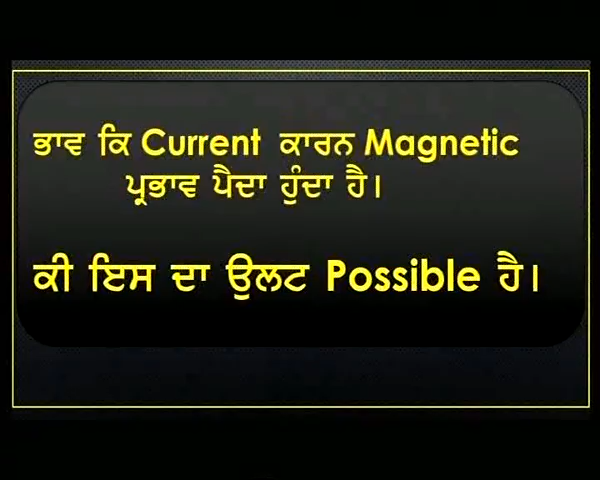 ਭਾਵ ਕਿ Current ਕਾਰਨ Magnetic
ਪ੍ਰਭਾਵ ਪੈਦਾ ਹੁੰਦਾ ਹੈ।
ਕੀ ਇਸ ਦਾ ਉਲਟ Possible ਹੈ।